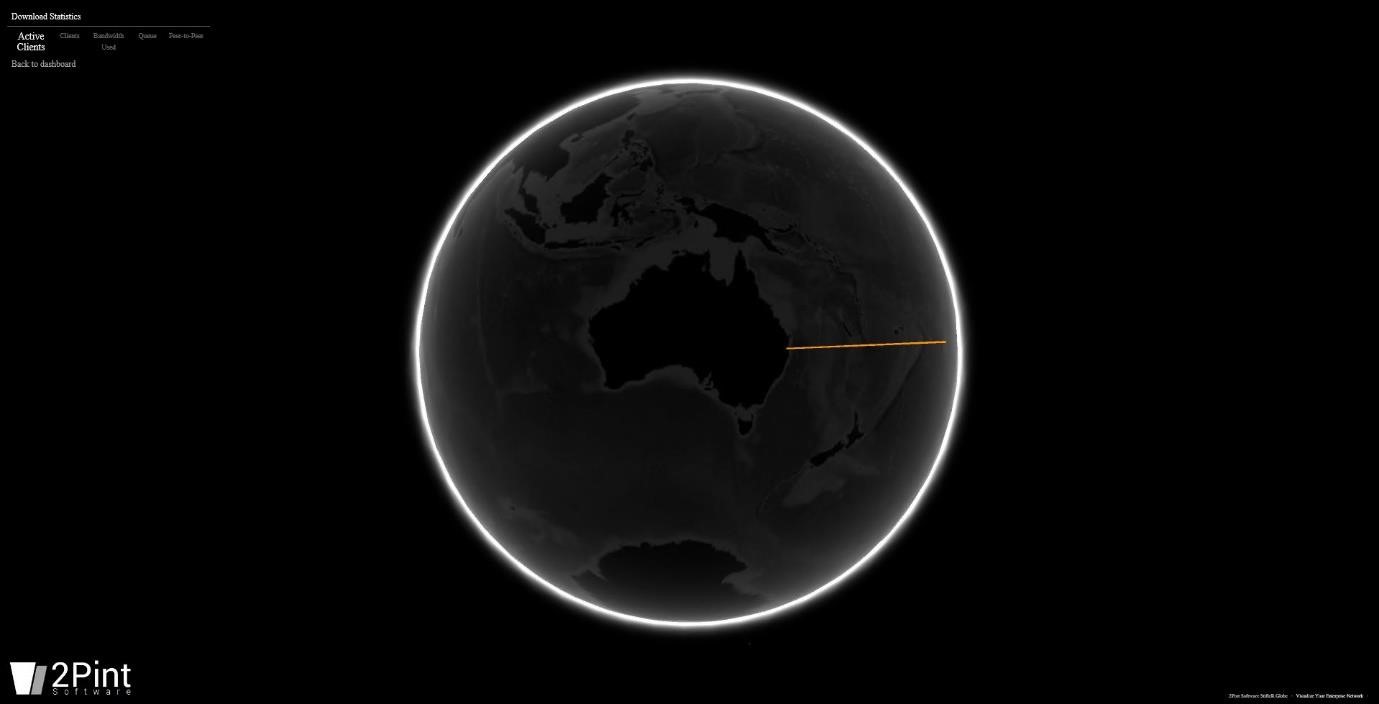 Download Statistics
Active Clients Bandwidth Queue Peer-to-Peer
Clients Used
Back to dashboard
2Pint
Software
2Pint Software StifleR Globe - Visualize Your Enterprise Network